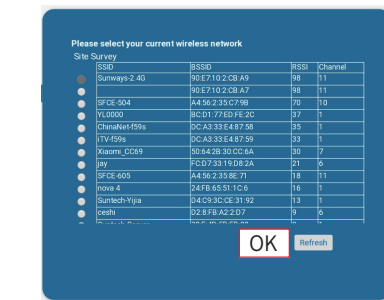 Please select your current wireless network
Site Survey
SSID BSSID RSSI Channel
Sunways-2.4G 90:E7:10:2:CB:A9 98 11
90:E7:10:2:CB:A7 98 11
SFCE-504 A4:56:2:35:C7:9B 70 10
YL0000 BC:D1:77:ED:FE:2C 37 1
ChinaNet-f59s DC:A3:33:E4:87:58 35 1
iTV-f59s DC:A3:33:E4:87:59 33 1
Xiaomi_CC69 50:64:2B:30:CC:6A 30 7
jay FC:D7:33:19:D8:2A 21 6
SFCE-605 A4:56:2:35:8E:71 18 11
nova 4 24:FB:65:51:1C:6 16 1
Suntech-Yijia D4:C9:3C:CE:31:92 13 1
ceshi D2:8:FB:A2:2:D7 9 6
OK Refresh